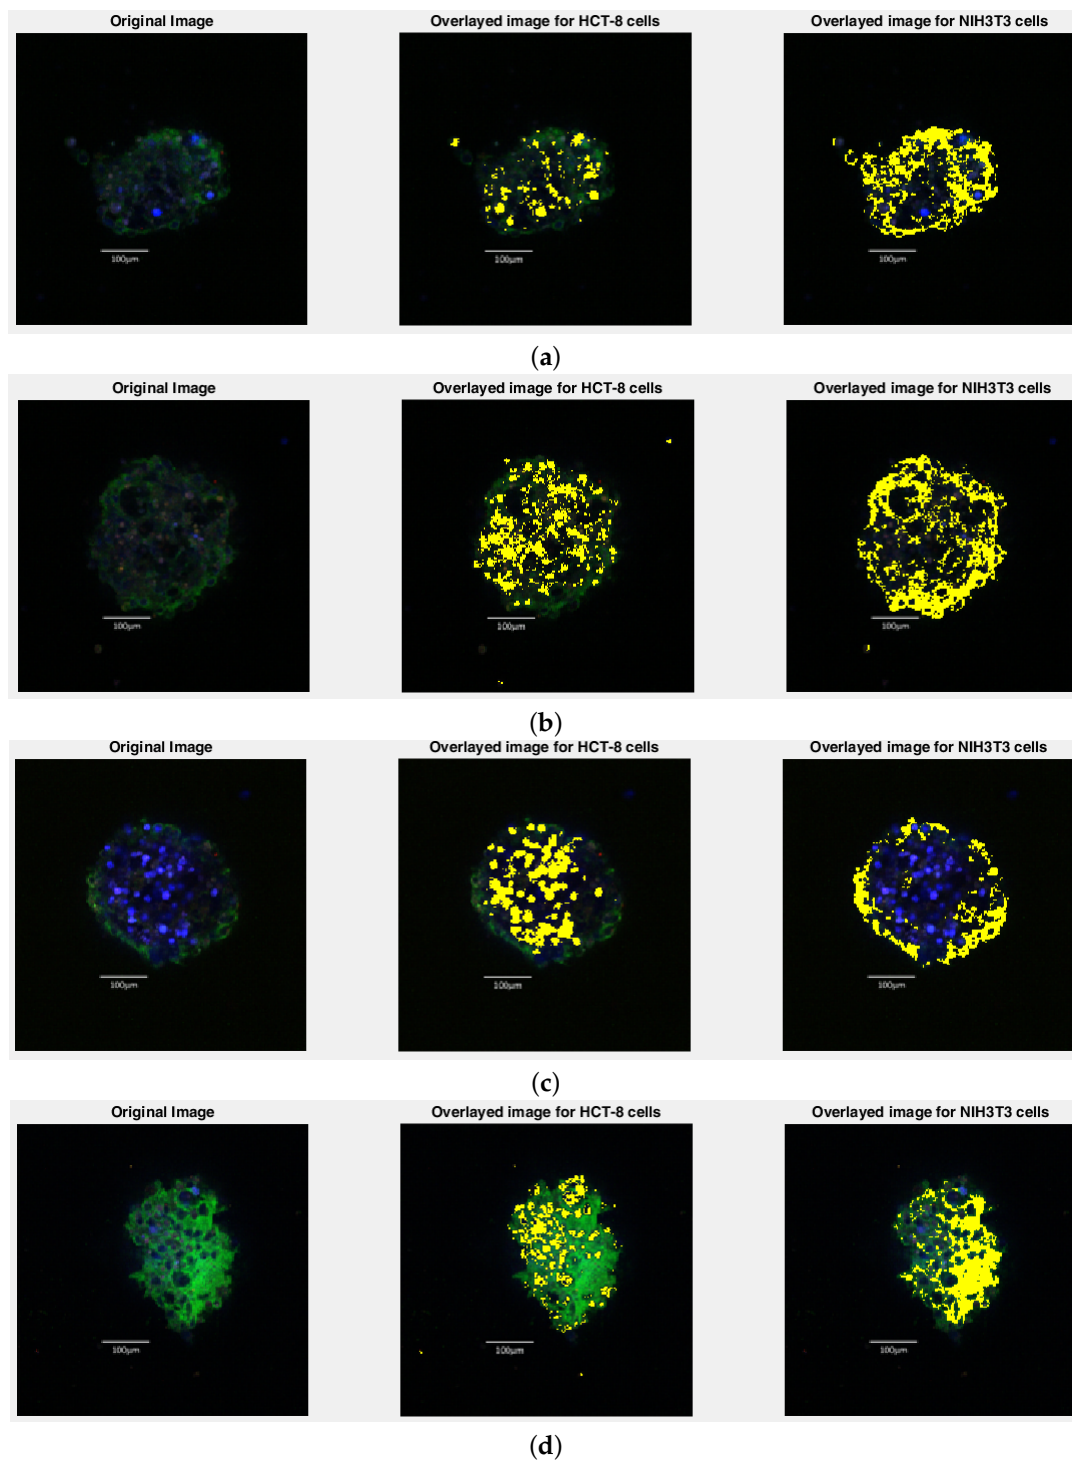 Original Image Overlayed image for HCT-8 cells Overlayed image for NIH3T3 cells
100µm 100µm 100µm
(a)
Original Image Overlayed image for HCT-8 cells Overlayed image for NIH3T3 cells
100µm 100µm 100µm
(b)
Original Image Overlayed image for HCT-8 cells Overlayed image for NIH3T3 cells
100µm 100µm 100µm
(c)
Original Image Overlayed image for HCT-8 cells Overlayed image for NIH3T3 cells
100µm 100µm 100µm
(d)